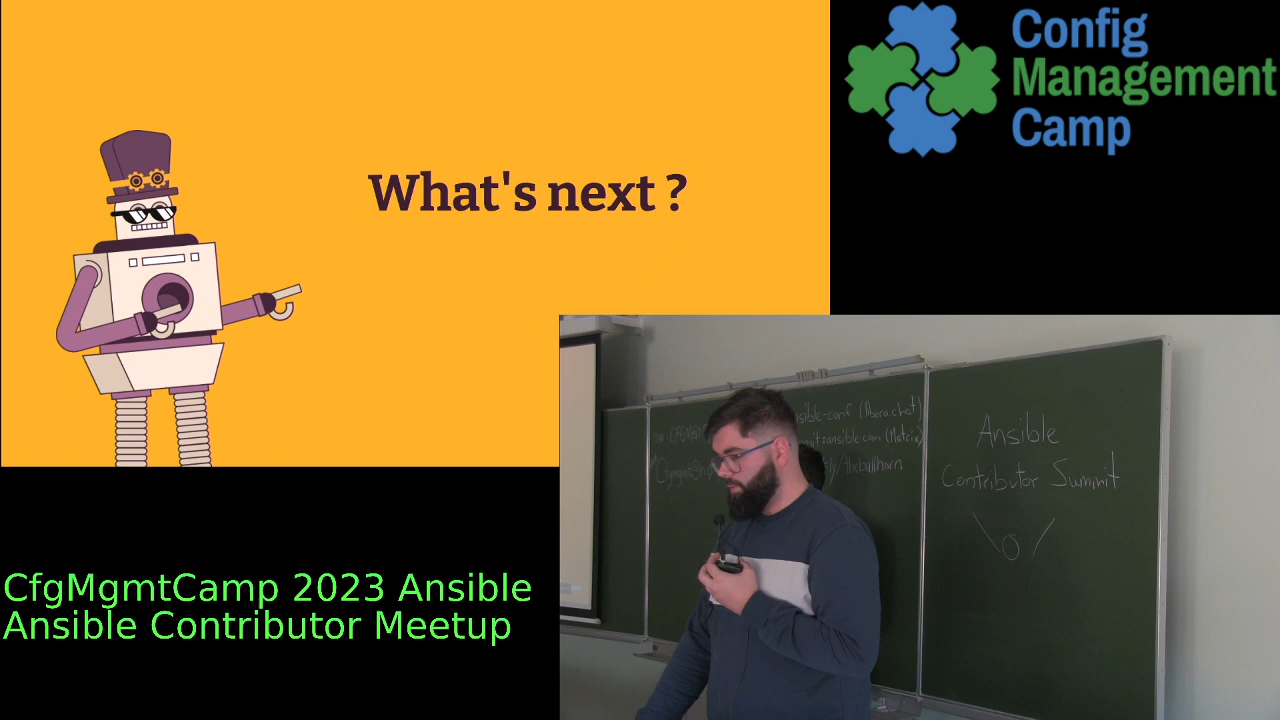 What's next ?
Config
Management
Camp
Ansible
Contributor Summit
\O/
CfgMgmtCamp 2023 Ansible
Ansible Contributor Meetup